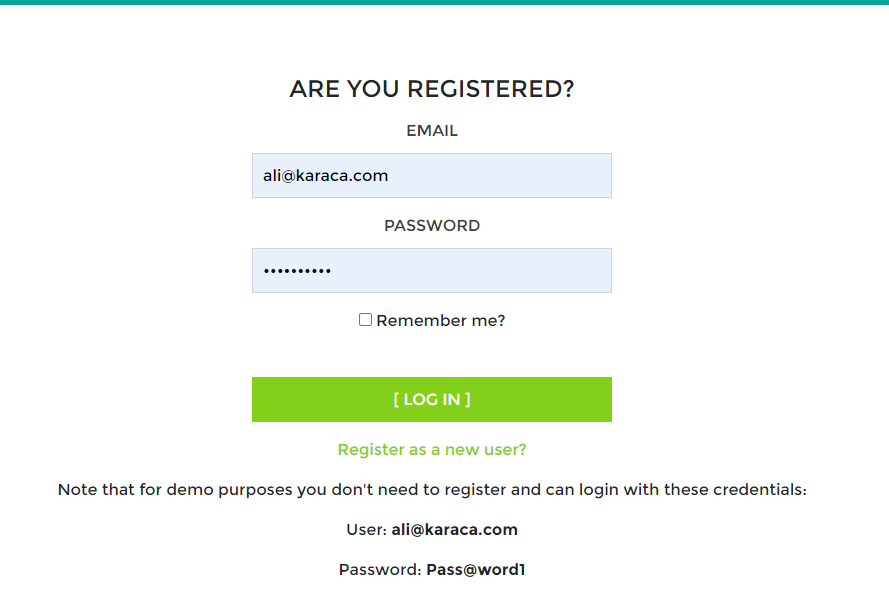 ARE YOU REGISTERED?
EMAIL
ali@karaca.com
PASSWORD
••••••••••
Remember me?
[ LOG IN ]
Register as a new user?
Note that for demo purposes you don't need to register and can login with these credentials:
User: ali@karaca.com
Password: Pass@word1